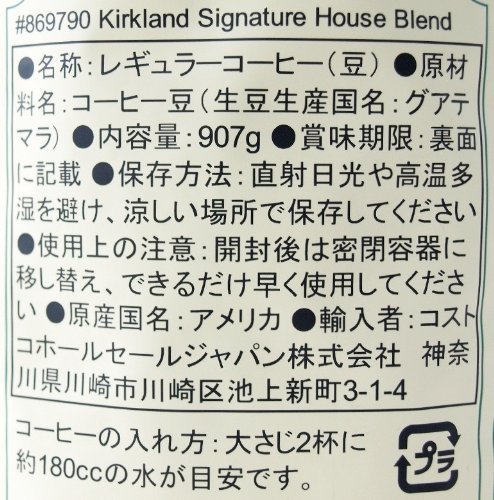 #869790 Kirkland Signature House Blend
●名称：レギュラーコーヒー（豆） ●原材
料名：コーヒー豆（生豆生産国名：グアテ
マラ）●内容量：907g ●賞味期限：裏面
に記載 ●保存方法：直射日光や高温多
湿を避け、涼しい場所で保存してください
●使用上の注意：開封後は密閉容器に
移し替え、できるだけ早く使用してくださ
い ●原産国名：アメリカ ●輸入者：コスト
コホールセールジャパン株式会社 神奈
川県川崎市川崎区池上新町3-1-4
コーヒーの入れ方：大さじ2杯に
約180ccの水が目安です。
プラ